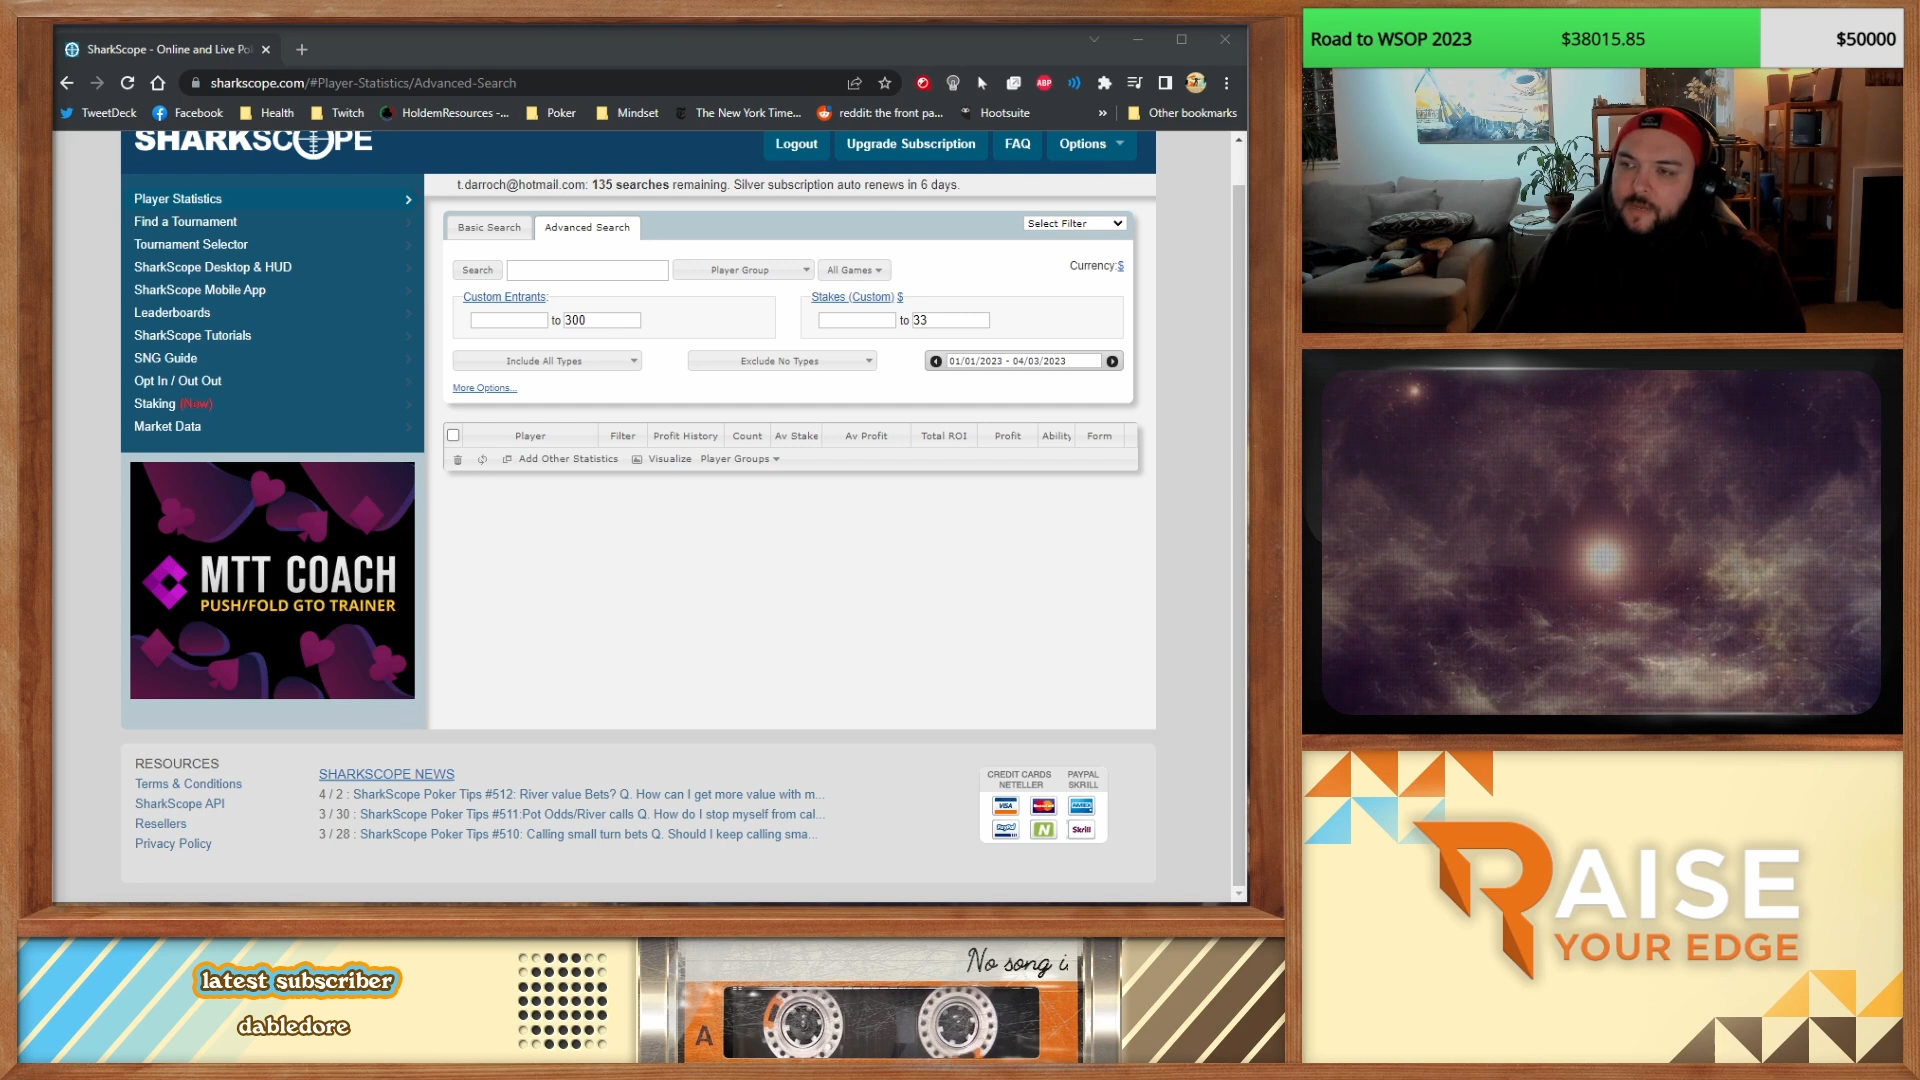 SharkScope - Online and Live Po
sharkscope.com/#Player-Statistics/Advanced-Search
TweetDeck
Facebook
Health
Twitch
HoldemResources -...
Poker
Mindset
The New York Time...
reddit: the front pa...
Hootsuite
»
Other bookmarks
ABP
SHARKSCOPE
Logout
Upgrade Subscription
FAQ
Options
t.darroch@hotmail.com: 135 searches remaining. Silver subscription auto renews in 6 days.
Player Statistics
Find a Tournament
Tournament Selector
SharkScope Desktop & HUD
SharkScope Mobile App
Leaderboards
SharkScope Tutorials
SNG Guide
Opt In / Out Out
Staking (New)
Market Data
Basic Search
Advanced Search
Select Filter
Search
Player Group
All Games
Currency:$
Custom Entrants:
to 300
Stakes (Custom) $
to 33
Include All Types
Exclude No Types
01/01/2023 - 04/03/2023
More Options...
Player Filter Profit History Count Av Stake Av Profit Total ROI Profit Ability Form
Add Other Statistics
Visualize
Player Groups
MTT COACH
PUSH/FOLD GTO TRAINER
RESOURCES
Terms & Conditions
SharkScope API
Resellers
Privacy Policy
SHARKSCOPE NEWS
4 / 2 : SharkScope Poker Tips #512: River value Bets? Q. How can I get more value with m...
3 / 30 : SharkScope Poker Tips #511:Pot Odds/River calls Q. How do I stop myself from cal...
3 / 28 : SharkScope Poker Tips #510: Calling small turn bets Q. Should I keep calling sma...
CREDIT CARDS
NETELLER
PAYPAL
SKRILL
VISA
PayPal
N
Skrill
Road to WSOP 2023
$38015.85
$50000
RAISE
YOUR EDGE
latest subscriber
dabledore
No song i
A